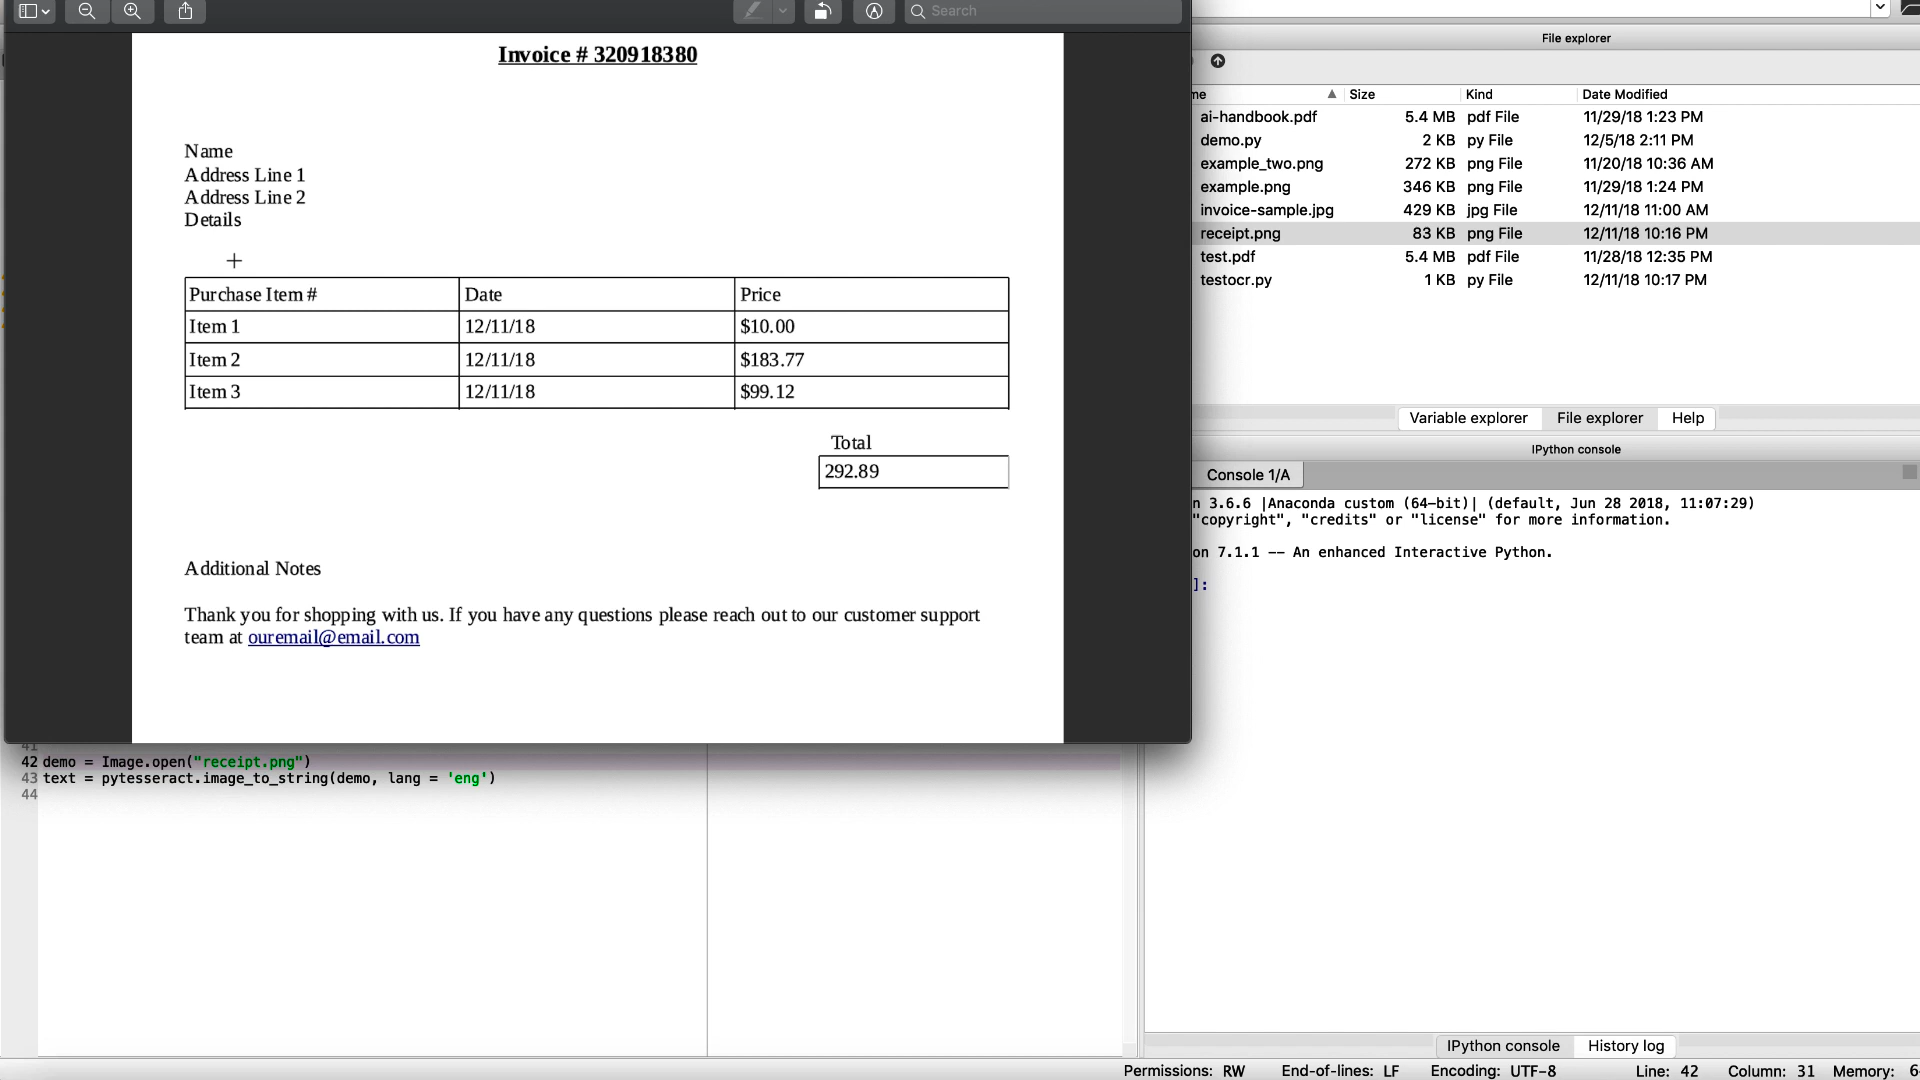 Search
Invoice # 320918380
Name
Address Line 1
Address Line 2
Details
Purchase Item # Date Price
Item 1 12/11/18 $10.00
Item 2 12/11/18 $183.77
Item 3 12/11/18 $99.12
Total
292.89
Additional Notes
Thank you for shopping with us. If you have any questions please reach out to our customer support
team at ouremail@email.com
41
42 demo = Image.open("receipt.png")
43 text = pytesseract.image_to_string(demo, lang = 'eng')
44
File explorer
me Size Kind Date Modified
ai-handbook.pdf 5.4 MB pdf File 11/29/18 1:23 PM
demo.py 2 KB py File 12/5/18 2:11 PM
example_two.png 272 KB png File 11/20/18 10:36 AM
example.png 346 KB png File 11/29/18 1:24 PM
invoice-sample.jpg 429 KB jpg File 12/11/18 11:00 AM
receipt.png 83 KB png File 12/11/18 10:16 PM
test.pdf 5.4 MB pdf File 11/28/18 12:35 PM
testocr.py 1 KB py File 12/11/18 10:17 PM
Variable explorer File explorer Help
IPython console
Console 1/A
n 3.6.6 |Anaconda custom (64-bit)| (default, Jun 28 2018, 11:07:29)
"copyright", "credits" or "license" for more information.
on 7.1.1 -- An enhanced Interactive Python.
]:
IPython console History log
Permissions: RW End-of-lines: LF Encoding: UTF-8 Line: 42 Column: 31 Memory: 6